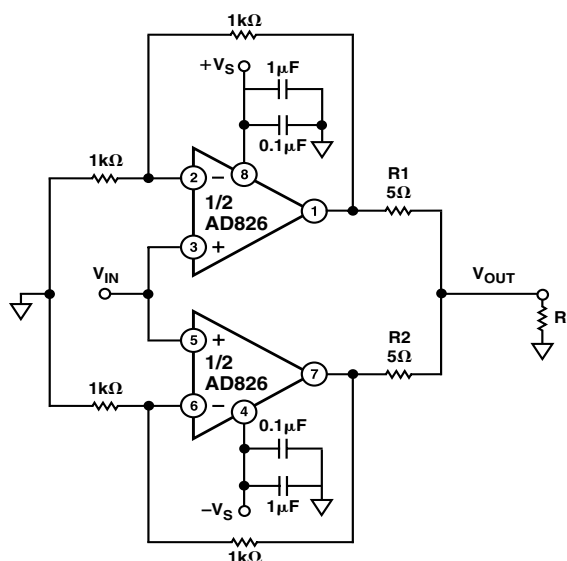 1kΩ
+VS
1µF
0.1µF
1kΩ
2
−
8
1/2
AD826
1
R1
5Ω
3
+
VIN
VOUT
R
5
+
1/2
AD826
7
R2
5Ω
1kΩ
6
−
4
0.1µF
1µF
−VS
1kΩ